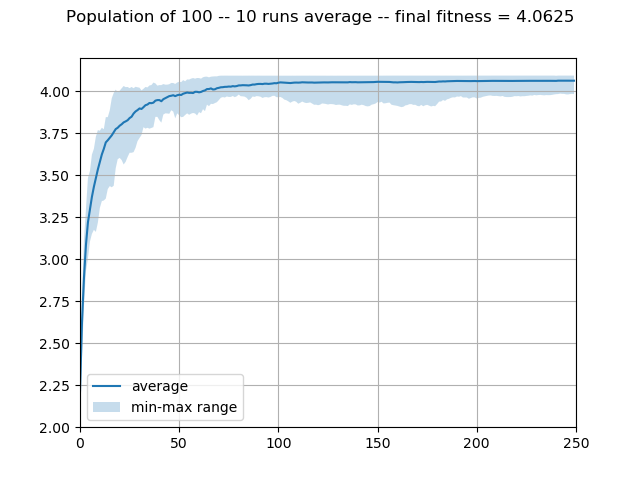 Population of 100 -- 10 runs average -- final fitness = 4.0625
4.00
3.75
3.50
3.25
3.00
2.75
2.50
2.25
2.00
average
min-max range
0 50 100 150 200 250